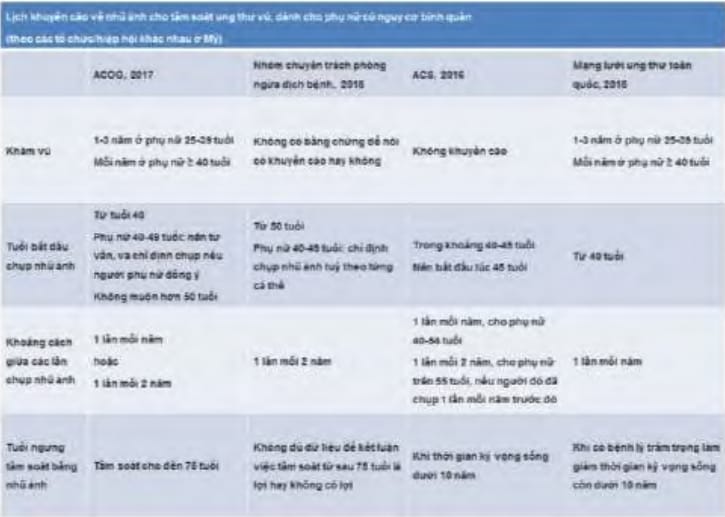 Lịch khuyến cáo về nhũ ảnh cho tầm soát ung thư vú, dành cho phụ nữ có nguy cơ bình quân
(theo các tổ chức/hiệp hội khác nhau ở Mỹ)
ACOG, 2017
Nhóm chuyên trách phòng
ngừa dịch bệnh, 2016
ACS, 2016
Mạng lưới ung thư toàn
quốc, 2016
Khám vú
1-3 năm ở phụ nữ 25-39 tuổi
Mỗi năm ở phụ nữ ≥ 40 tuổi
Không có bằng chứng để nói
có khuyến cáo hay không
Không khuyến cáo
1-3 năm ở phụ nữ 25-39 tuổi
Mỗi năm ở phụ nữ ≥ 40 tuổi
Tuổi bắt đầu
chụp nhũ ảnh
Từ tuổi 40
Phụ nữ 40-49 tuổi: nên tư
vấn, và chỉ định chụp nếu
người phụ nữ đồng ý
Không muộn hơn 50 tuổi
Từ 50 tuổi
Phụ nữ 40-49 tuổi: chỉ định
chụp nhũ ảnh tuỳ theo từng
cá thể
Trong khoảng 40-45 tuổi
Nên bắt đầu lúc 45 tuổi
Từ 40 tuổi
Khoảng cách
giữa các lần
chụp nhũ ảnh
1 lần mỗi năm
hoặc
1 lần mỗi 2 năm
1 lần mỗi 2 năm
1 lần mỗi năm, cho phụ nữ
40-54 tuổi
1 lần mỗi 2 năm, cho phụ nữ
trên 55 tuổi, nếu người đó đã
chụp 1 lần mỗi năm trước đó
1 lần mỗi năm
Tuổi ngưng
tầm soát bằng
nhũ ảnh
Tầm soát cho đến 75 tuổi
Không đủ dữ liệu để kết luận
việc tầm soát từ sau 75 tuổi là
lợi hay không có lợi
Khi thời gian kỳ vọng sống
dưới 10 năm
Khi có bệnh lý trầm trọng làm
giảm thời gian kỳ vọng sống
còn dưới 10 năm